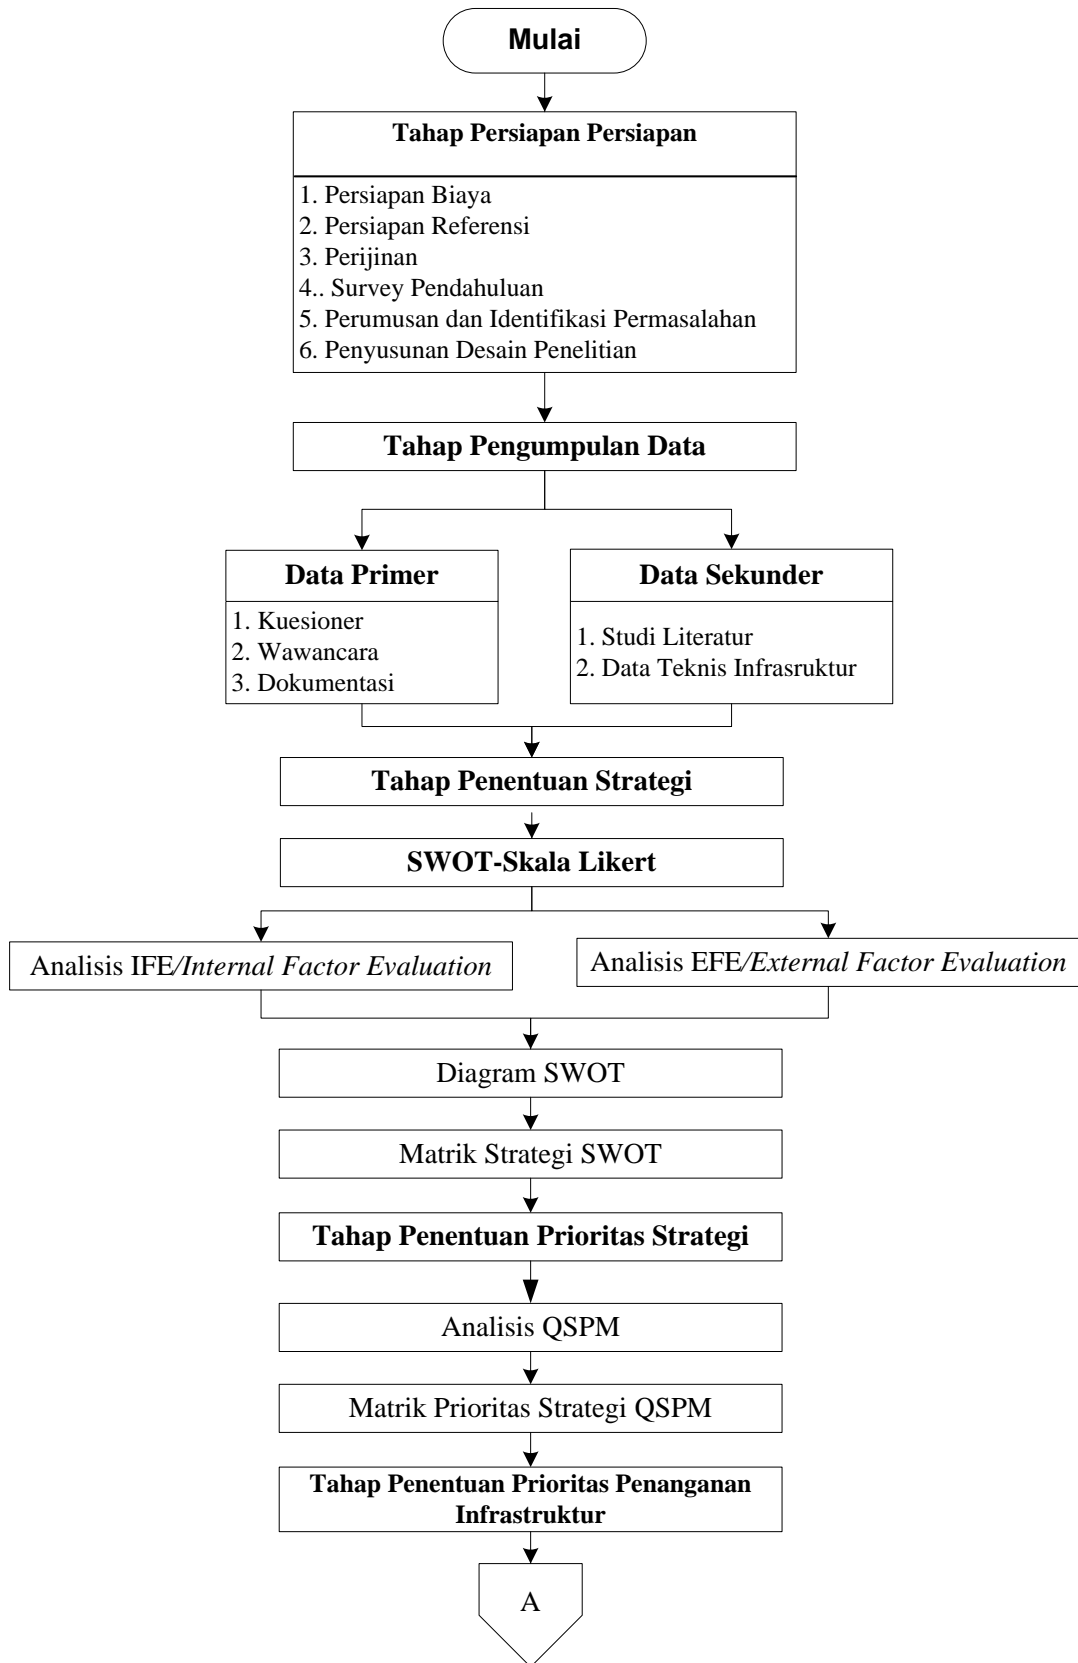 Mulai
Tahap Persiapan Persiapan
1. Persiapan Biaya
2. Persiapan Referensi
3. Perijinan
4.. Survey Pendahuluan
5. Perumusan dan Identifikasi Permasalahan
6. Penyusunan Desain Penelitian
Tahap Pengumpulan Data
Data Primer
1. Kuesioner
2. Wawancara
3. Dokumentasi
Data Sekunder
1. Studi Literatur
2. Data Teknis Infrasruktur
Tahap Penentuan Strategi
SWOT-Skala Likert
Analisis IFE/Internal Factor Evaluation
Analisis EFE/External Factor Evaluation
Diagram SWOT
Matrik Strategi SWOT
Tahap Penentuan Prioritas Strategi
Analisis QSPM
Matrik Prioritas Strategi QSPM
Tahap Penentuan Prioritas Penanganan
Infrastruktur
A